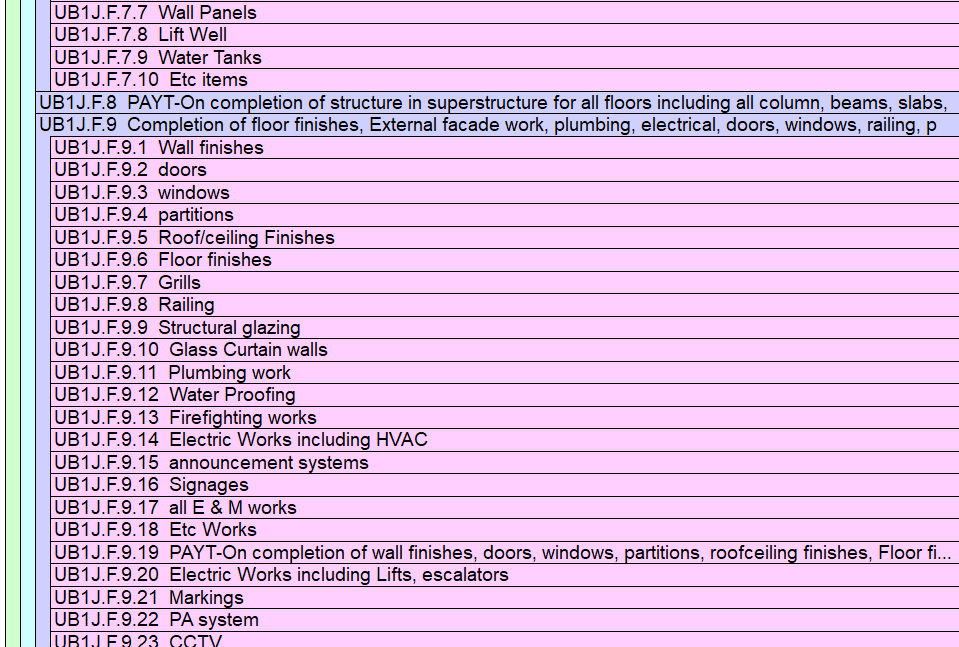 UB1J.F.7.7 Wall Panels
UB1J.F.7.8 Lift Well
UB1J.F.7.9 Water Tanks
UB1J.F.7.10 Etc items
UB1J.F.8 PAYT-On completion of structure in superstructure for all floors including all column, beams, slabs,
UB1J.F.9 Completion of floor finishes, External facade work, plumbing, electrical, doors, windows, railing, p
UB1J.F.9.1 Wall finishes
UB1J.F.9.2 doors
UB1J.F.9.3 windows
UB1J.F.9.4 partitions
UB1J.F.9.5 Roof/ceiling Finishes
UB1J.F.9.6 Floor finishes
UB1J.F.9.7 Grills
UB1J.F.9.8 Railing
UB1J.F.9.9 Structural glazing
UB1J.F.9.10 Glass Curtain walls
UB1J.F.9.11 Plumbing work
UB1J.F.9.12 Water Proofing
UB1J.F.9.13 Firefighting works
UB1J.F.9.14 Electric Works including HVAC
UB1J.F.9.15 announcement systems
UB1J.F.9.16 Signages
UB1J.F.9.17 all E & M works
UB1J.F.9.18 Etc Works
UB1J.F.9.19 PAYT-On completion of wall finishes, doors, windows, partitions, roofceiling finishes, Floor fi...
UB1J.F.9.20 Electric Works including Lifts, escalators
UB1J.F.9.21 Markings
UB1J.F.9.22 PA system
UB1J.F.9.23 CCTV